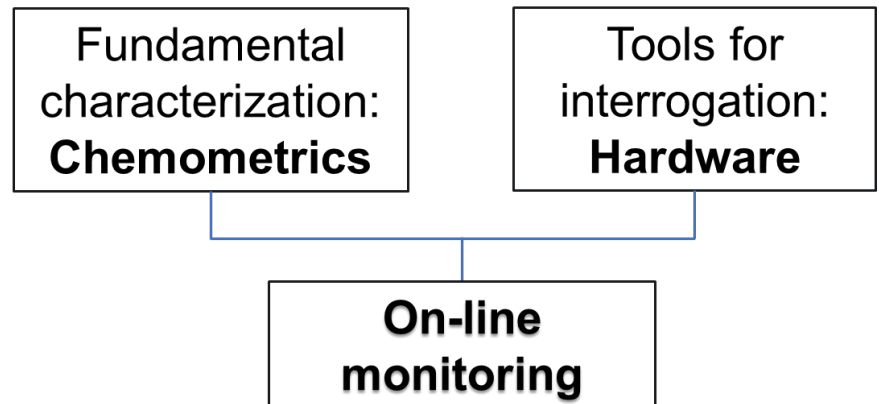 Fundamental
characterization:
Chemometrics
Tools for
interrogation:
Hardware
On-line
monitoring